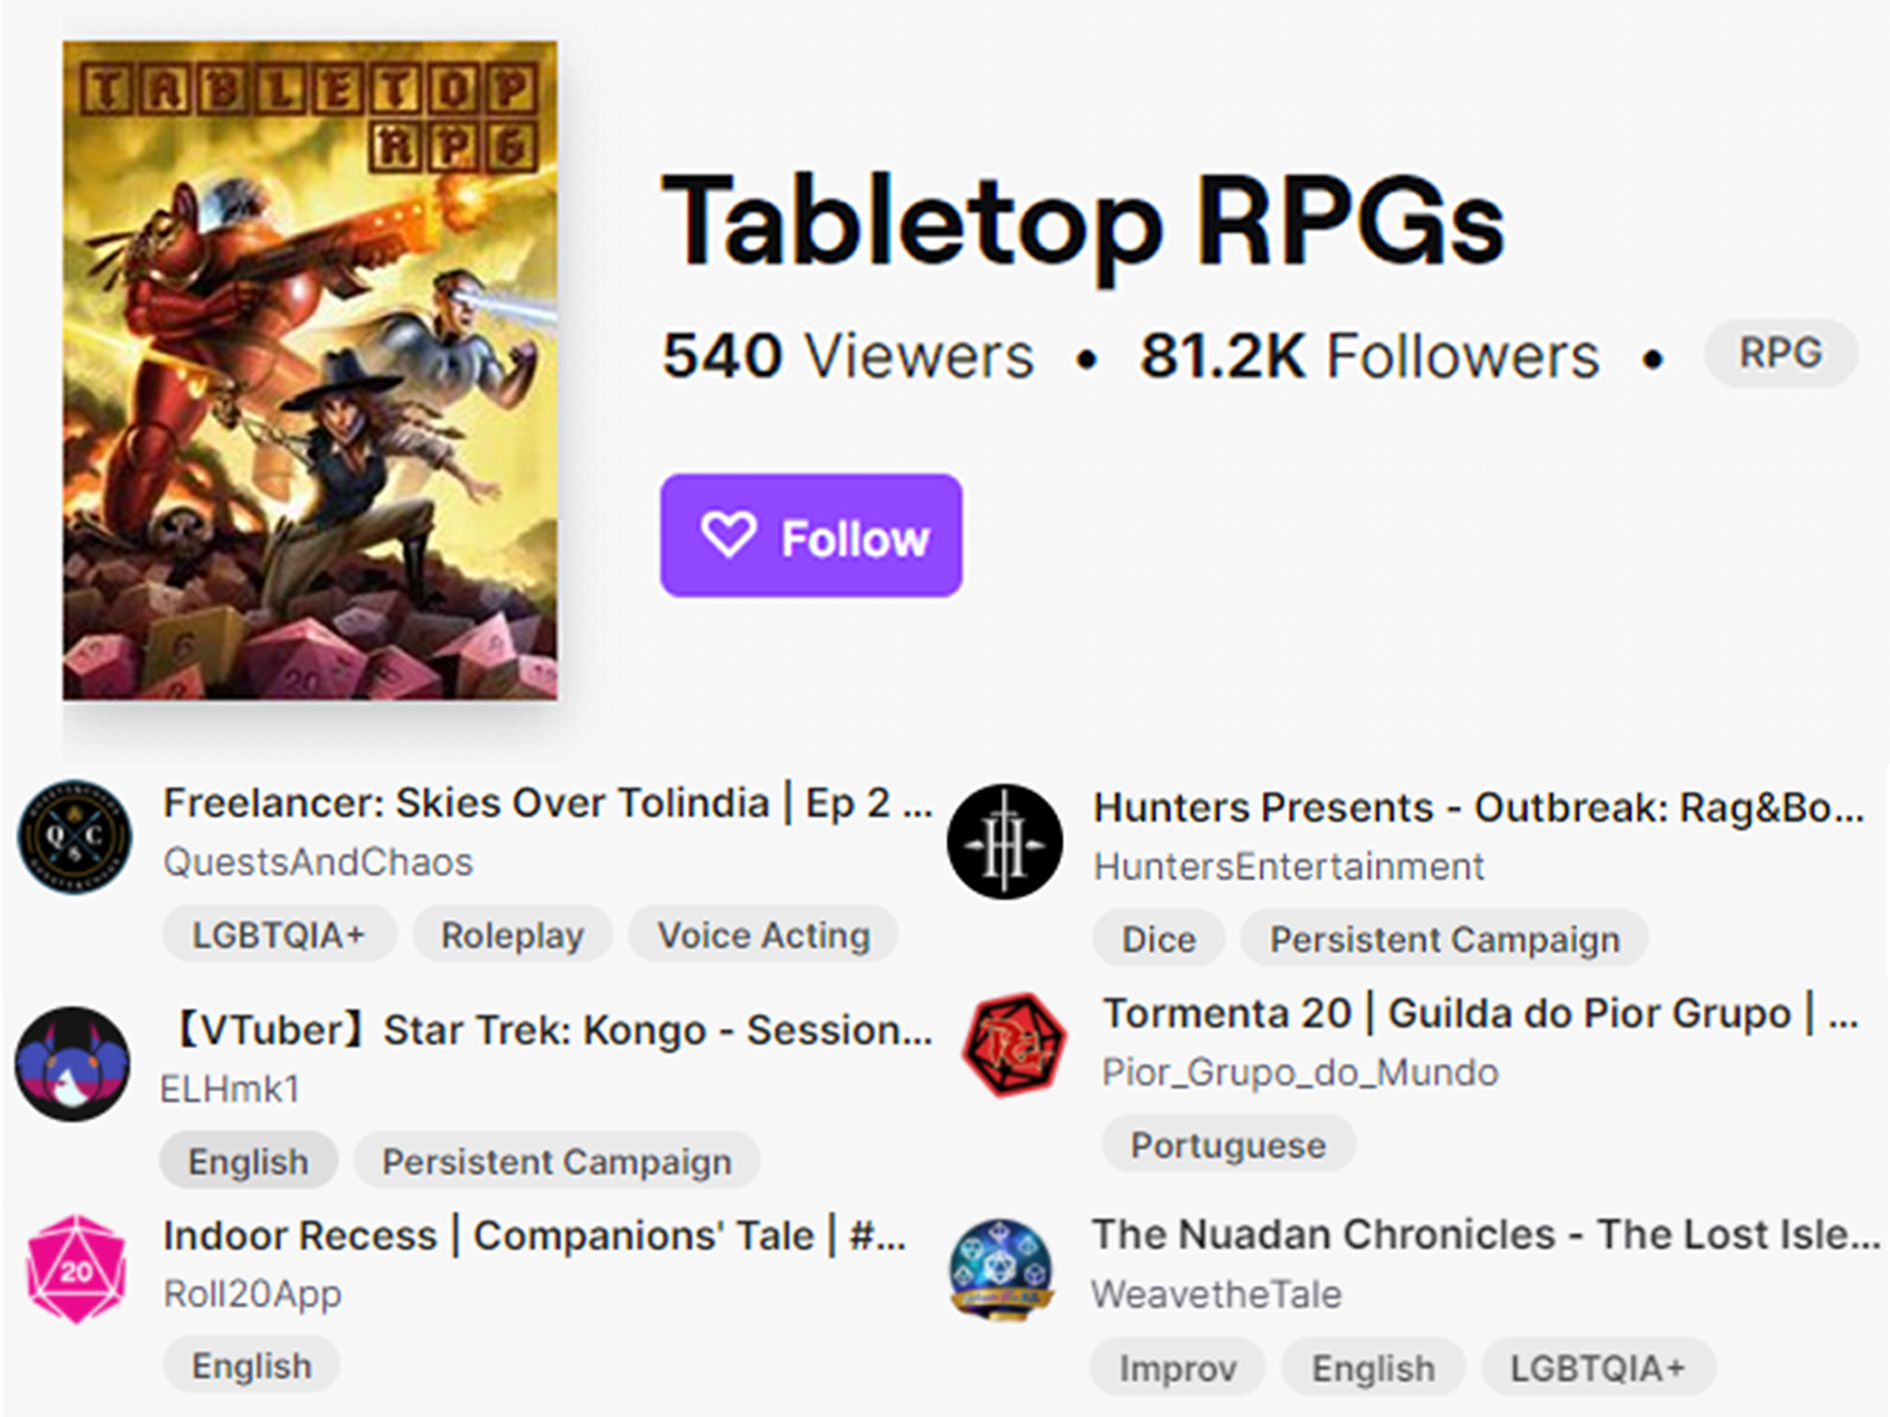 TABLETOP
RPG
Tabletop RPGs
540 Viewers • 81.2K Followers • RPG
Follow
6
20
Freelancer: Skies Over Tolindia | Ep 2 ...
QuestsAndChaos
LGBTQIA+ Roleplay Voice Acting
Hunters Presents - Outbreak: Rag&Bo...
HuntersEntertainment
Dice Persistent Campaign
【VTuber】Star Trek: Kongo - Session...
ELHmk1
English Persistent Campaign
Tormenta 20 | Guilda do Pior Grupo | ...
Pior_Grupo_do_Mundo
Portuguese
20
Indoor Recess | Companions' Tale | #...
Roll20App
English
The Nuadan Chronicles - The Lost Isle...
WeavetheTale
Improv English LGBTQIA+